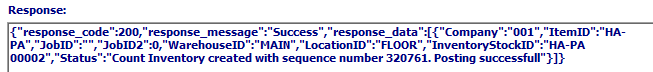 Response:
{"response_code":200,"response_message":"Success","response_data":[{"Company":"001","ItemID":"HA-
PA","JobID":"","JobID2":0,"WarehouseID":"MAIN","LocationID":"FLOOR","InventoryStockID":"HA-PA
00002","Status":"Count Inventory created with sequence number 320761. Posting successfull"}]}